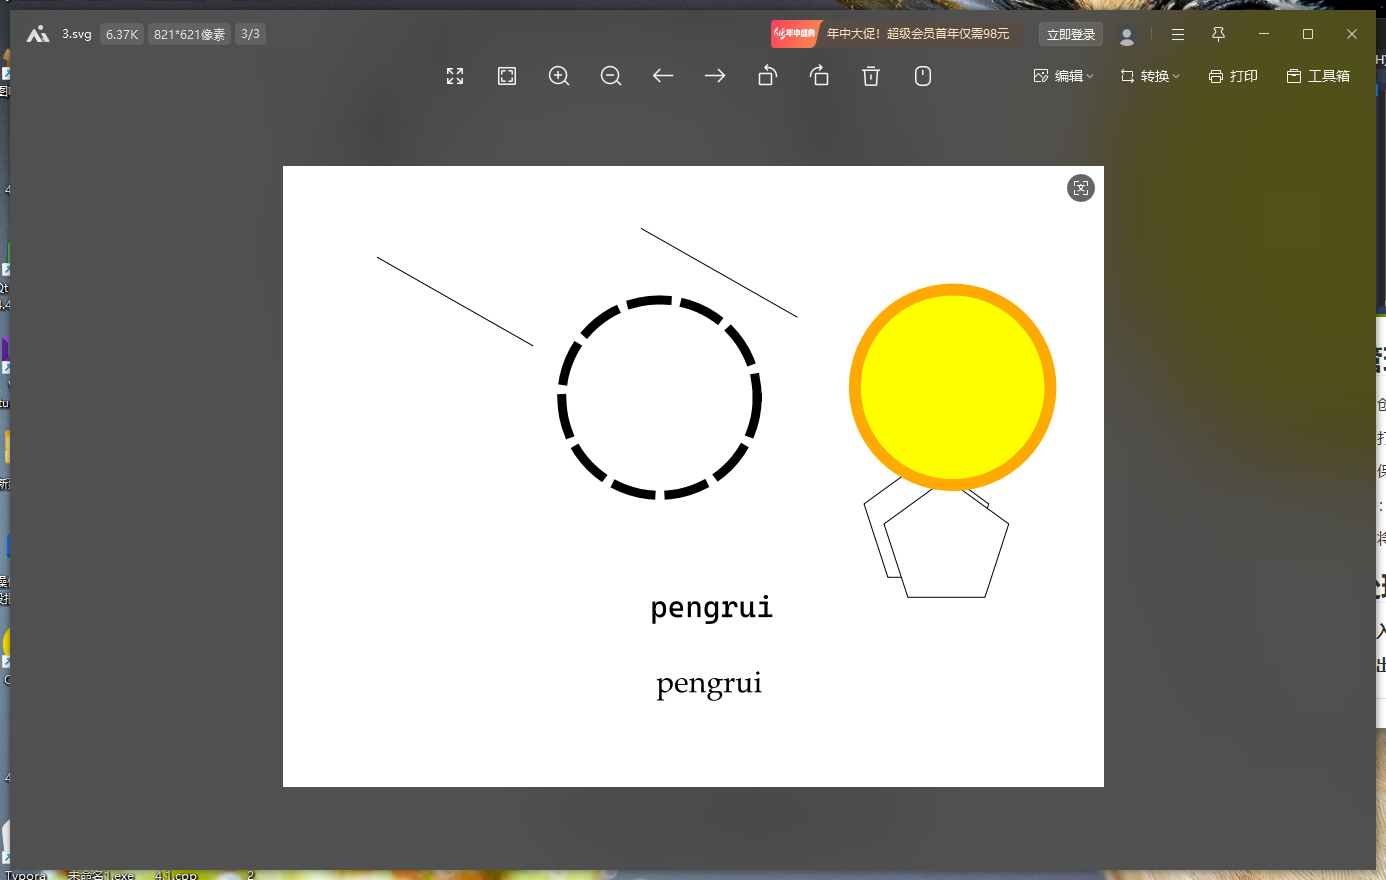 3.svg 6.37K 821*621像素 3/3
年中盛典 年中大促！超级会员首年仅需98元 立即登录
编辑 转换 打印 工具箱
pengrui
pengrui
Typora 未命名1.exe 4.1.cpp 2